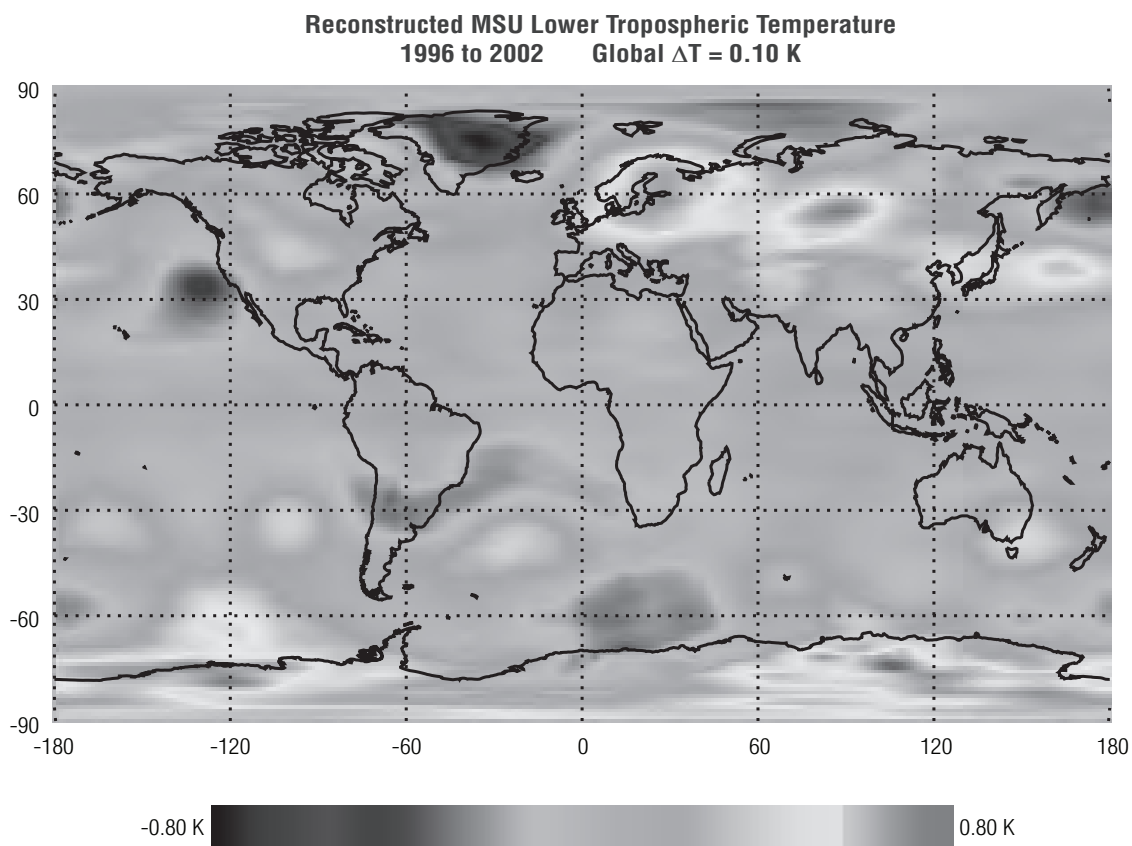 Reconstructed MSU Lower Tropospheric Temperature
1996 to 2002 Global ΔT = 0.10 K
90
60
30
0
-30
-60
-90
-180 -120 -60 0 60 120 180
-0.80 K 0.80 K